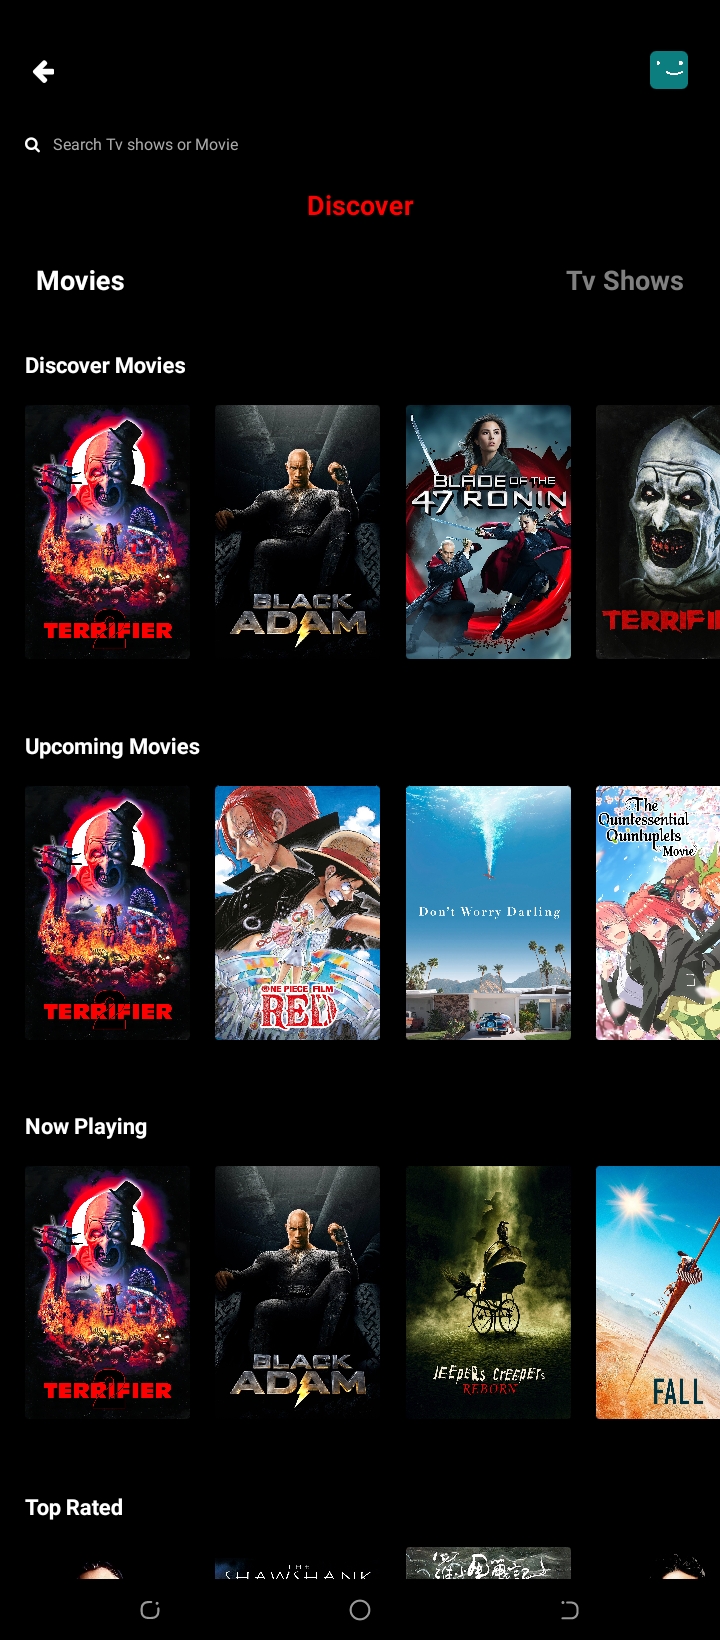 Search Tv shows or Movie
Discover
Movies
Tv Shows
Discover Movies
TERRIFIER
2
BLACK
ADAM
BLADE OF THE
47 RONIN
TERRIFI
Upcoming Movies
TERRIFIER
2
ONE PIECE FILM
RED
Don't Worry Darling
The
Quintessential
Quintuplets
Movie
Now Playing
TERRIFIER
2
BLACK
ADAM
JEEPERS CREEPERS
REBORN
FALL
Top Rated
THE
SHAWSHANK